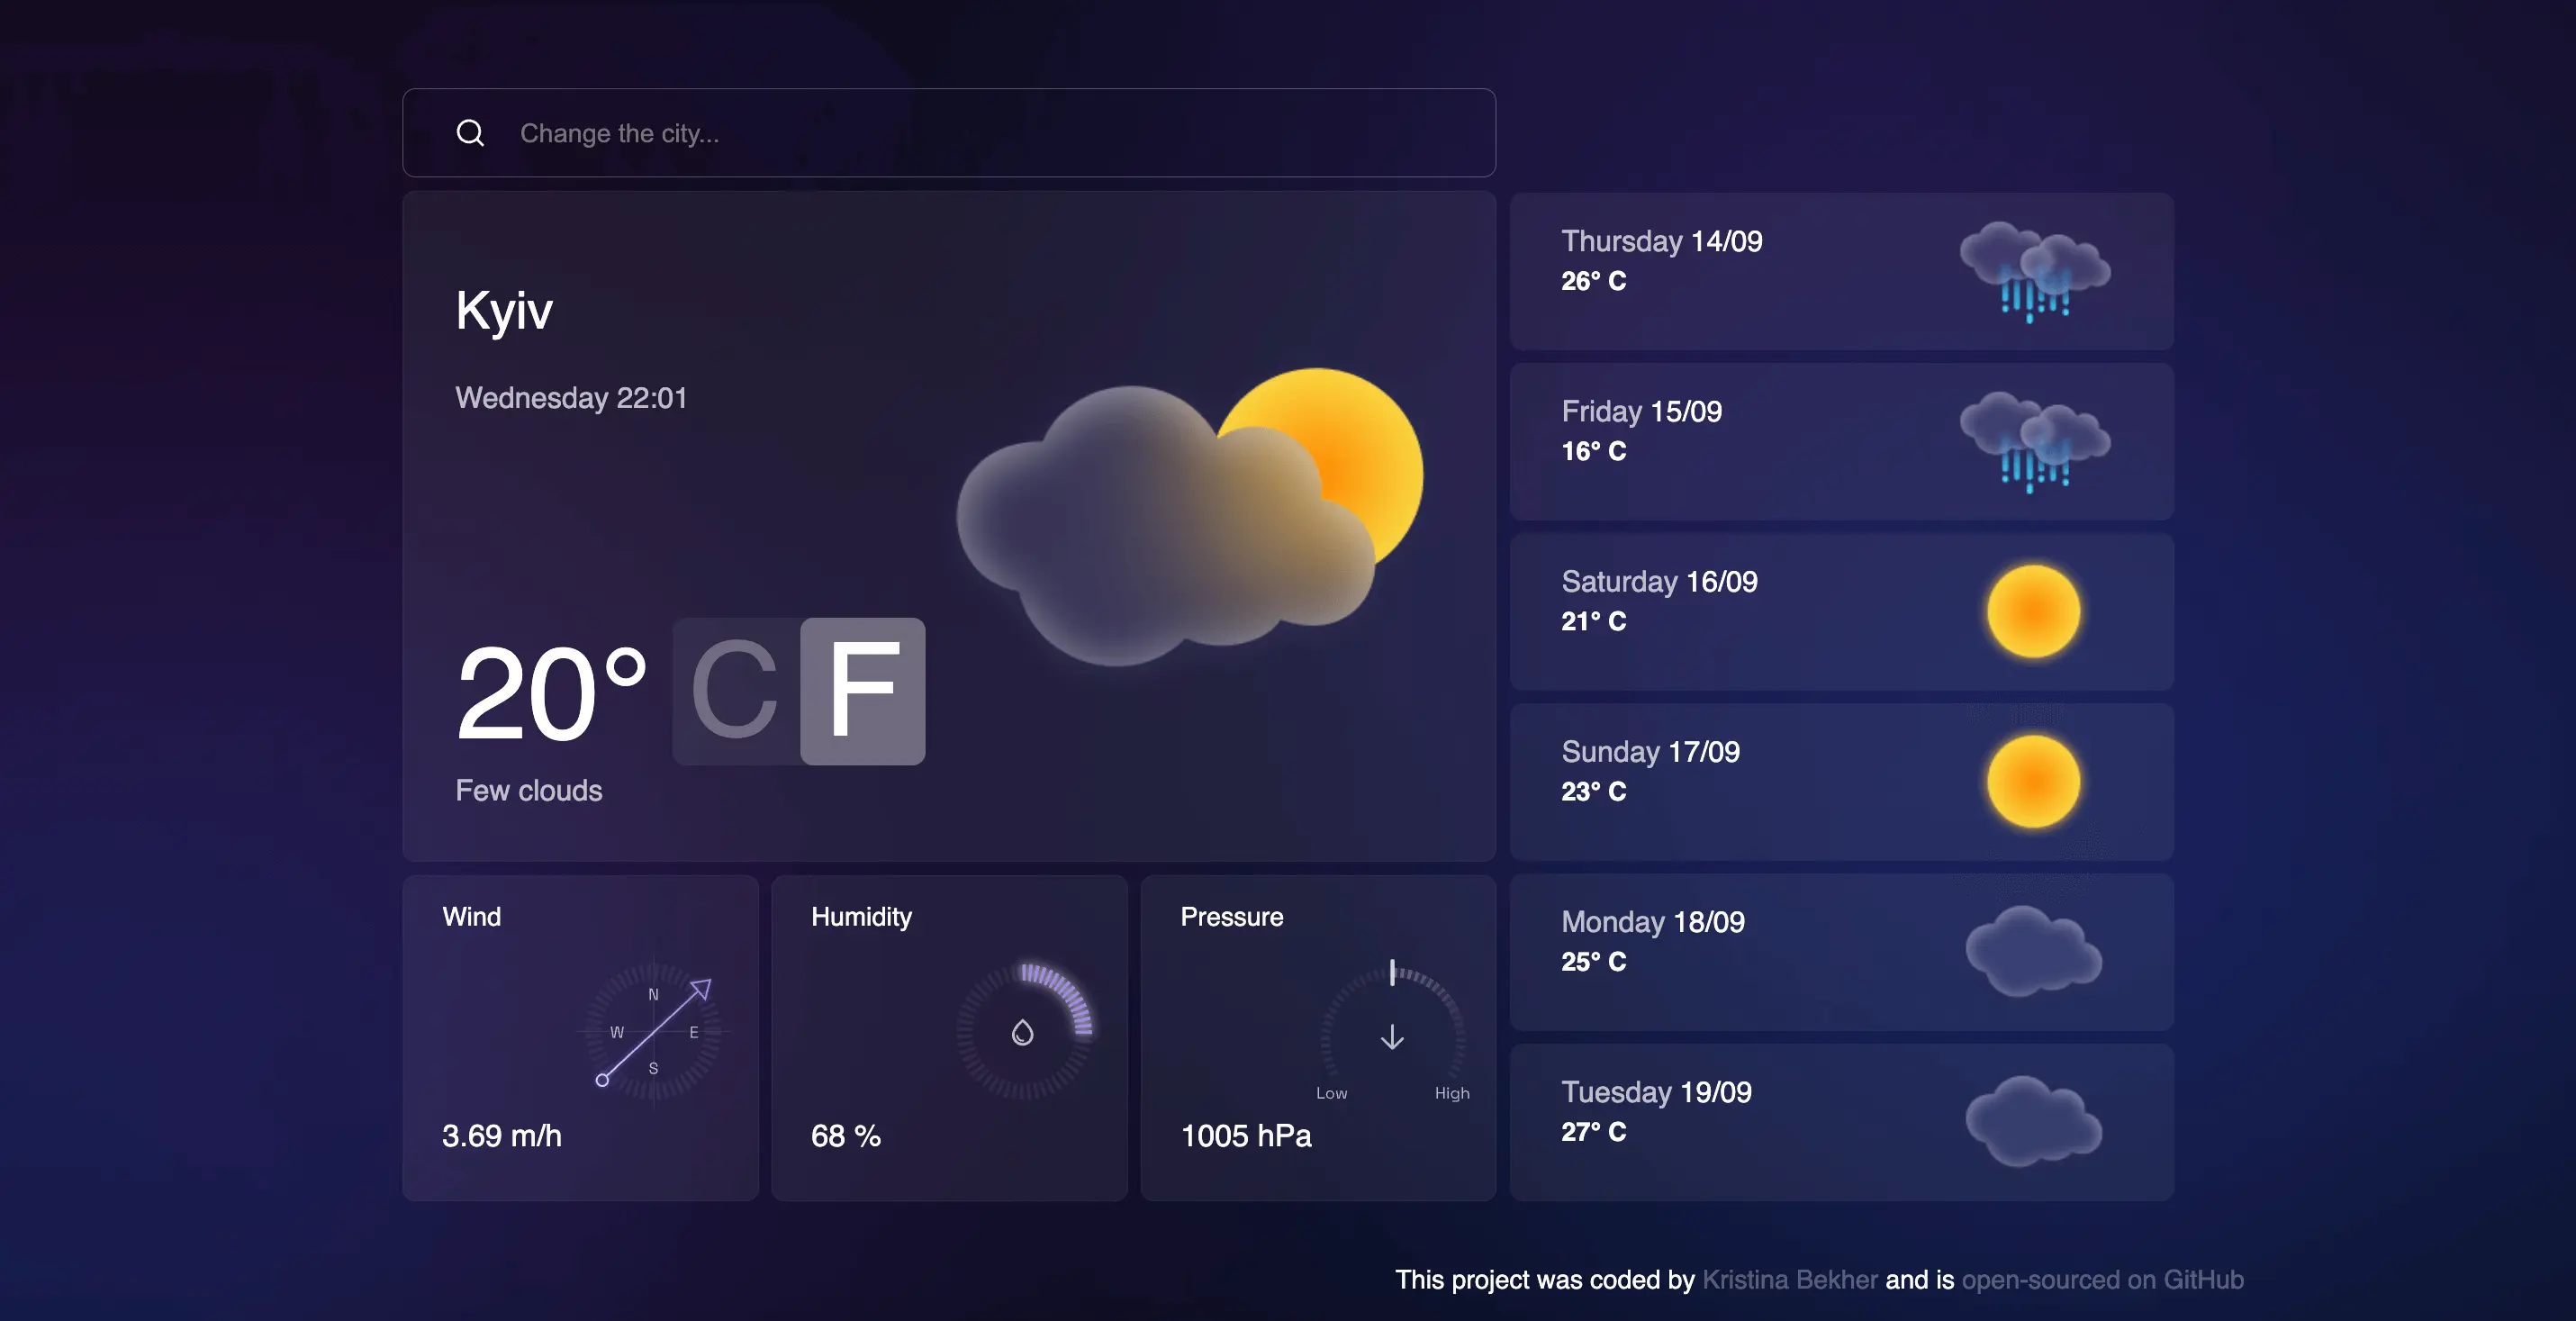 Change the city...
Kyiv
Wednesday 22:01
20° C F
Few clouds
Wind
N
W E
S
3.69 m/h
Humidity
68 %
Pressure
Low High
1005 hPa
Thursday 14/09
26° C
Friday 15/09
16° C
Saturday 16/09
21° C
Sunday 17/09
23° C
Monday 18/09
25° C
Tuesday 19/09
27° C
This project was coded by Kristina Bekher and is open-sourced on GitHub